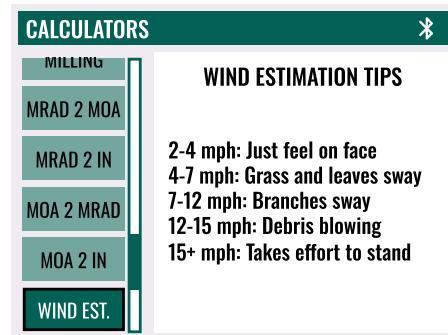 CALCULATORS
MILLING
MRAD 2 MOA
MRAD 2 IN
MOA 2 MRAD
MOA 2 IN
WIND EST.
WIND ESTIMATION TIPS
2-4 mph: Just feel on face
4-7 mph: Grass and leaves sway
7-12 mph: Branches sway
12-15 mph: Debris blowing
15+ mph: Takes effort to stand